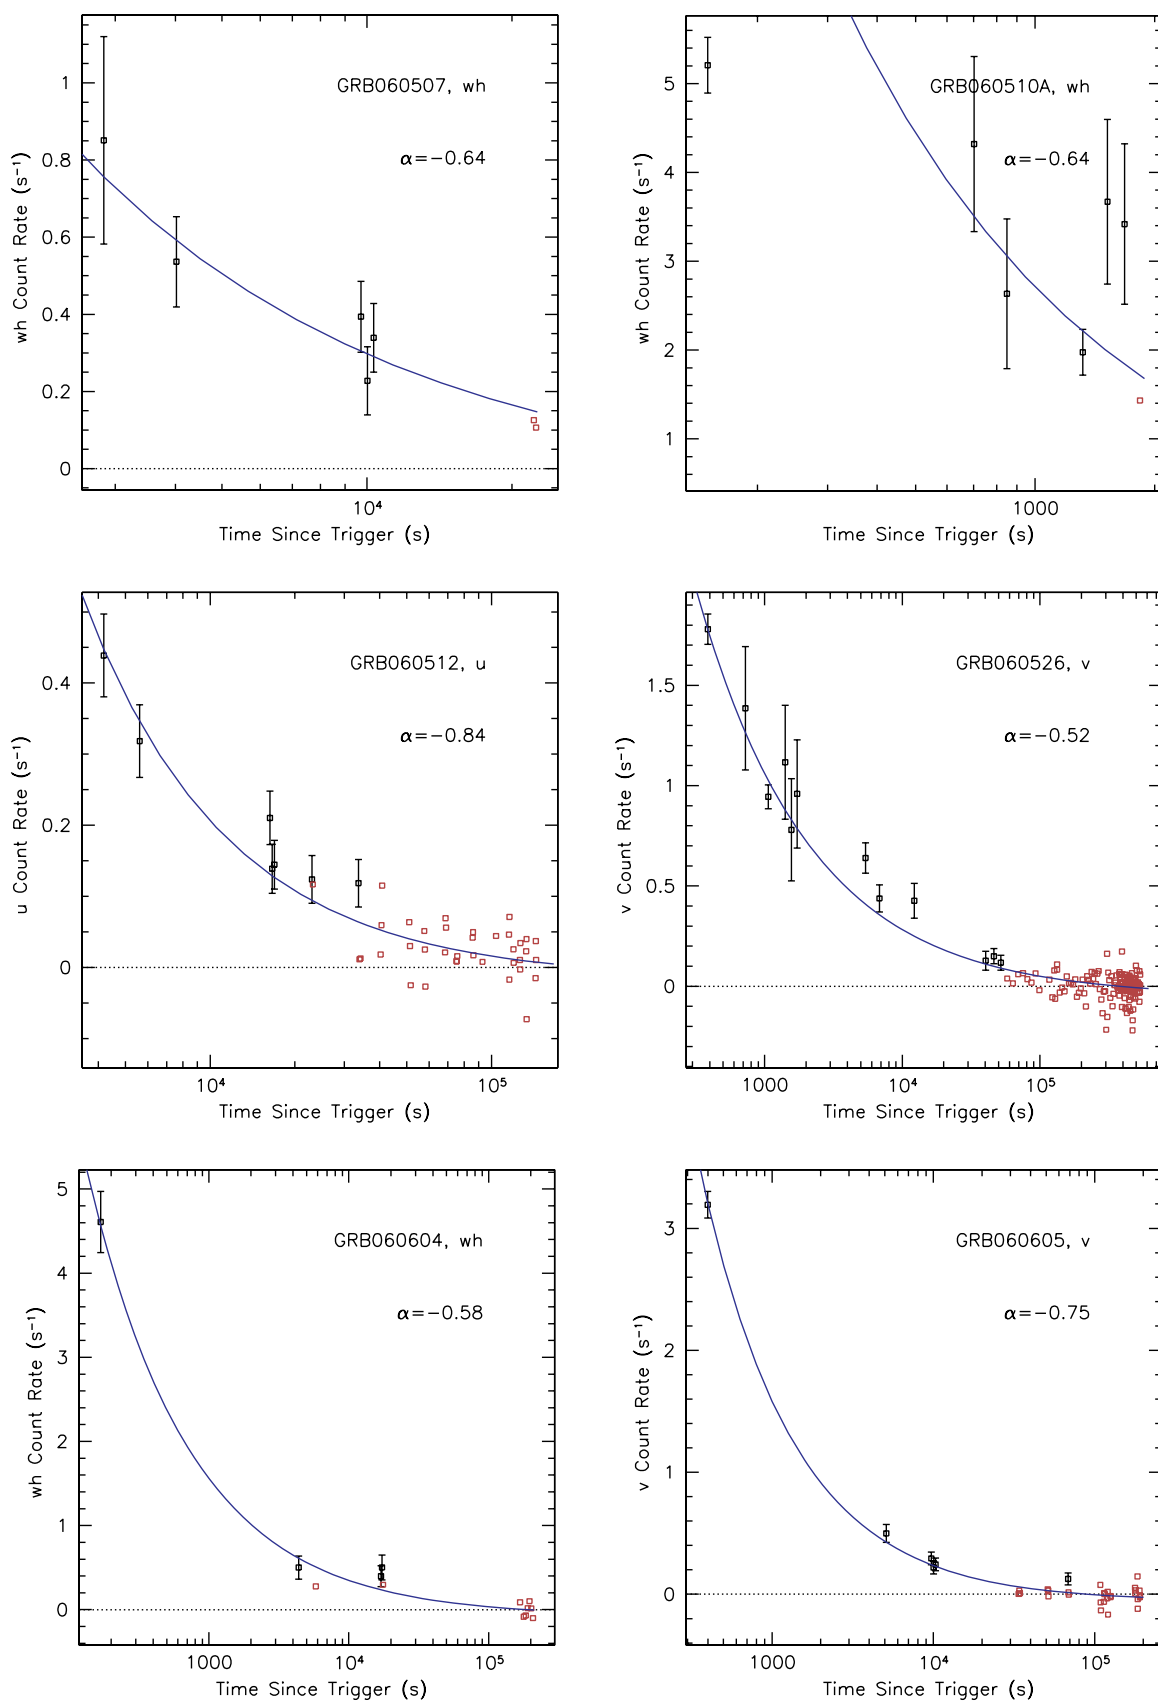 GRB060507, wh
α=−0.64
wh Count Rate (s⁻¹)
1
0.8
0.6
0.4
0.2
0
10⁴
Time Since Trigger (s)
GRB060510A, wh
α=−0.64
wh Count Rate (s⁻¹)
5
4
3
2
1
1000
Time Since Trigger (s)
GRB060512, u
α=−0.84
u Count Rate (s⁻¹)
0.4
0.2
0
10⁴ 10⁵
Time Since Trigger (s)
GRB060526, v
α=−0.52
v Count Rate (s⁻¹)
1.5
1
0.5
0
1000 10⁴ 10⁵
Time Since Trigger (s)
GRB060604, wh
α=−0.58
wh Count Rate (s⁻¹)
5
4
3
2
1
0
1000 10⁴ 10⁵
Time Since Trigger (s)
GRB060605, v
α=−0.75
v Count Rate (s⁻¹)
3
2
1
0
1000 10⁴ 10⁵
Time Since Trigger (s)